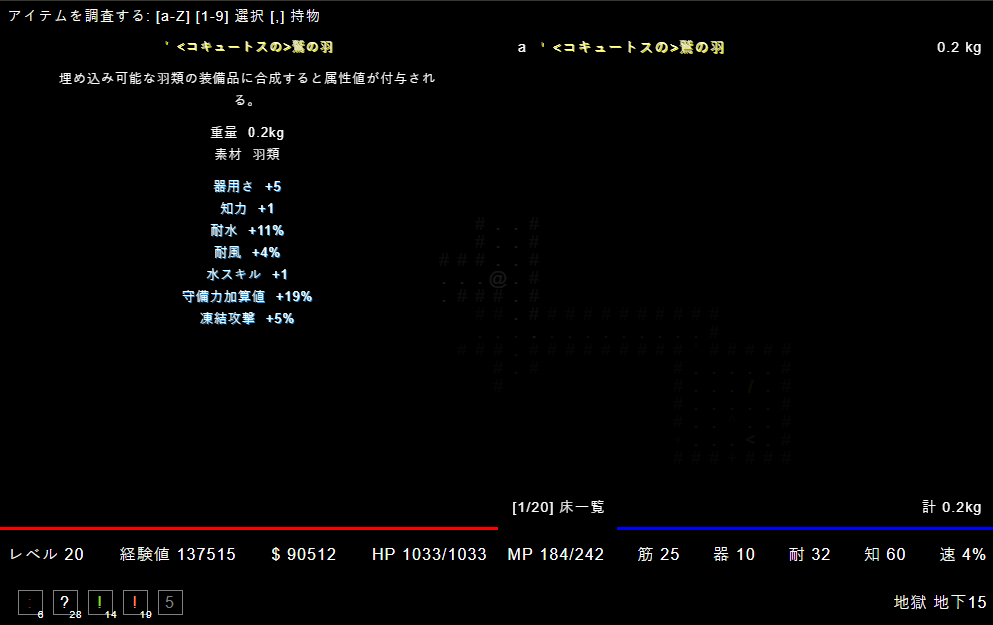 アイテムを調査する: [a-Z] [1-9] 選択 [,] 持物
' <コキュートスの>鷲の羽
a ' <コキュートスの>鷲の羽 0.2 kg
埋め込み可能な羽類の装備品に合成すると属性値が付与され
る。
重量 0.2kg
素材 羽類
器用さ +5
知力 +1
耐水 +11%
耐風 +4%
水スキル +1
守備力加算値 +19%
凍結攻撃 +5%
[1/20] 床一覧 計 0.2kg
レベル 20 経験値 137515 $ 90512 HP 1033/1033 MP 184/242 筋 25 器 10 耐 32 知 60 速 4%
: 6 ? 28 ! 14 ! 19 5
地獄 地下15